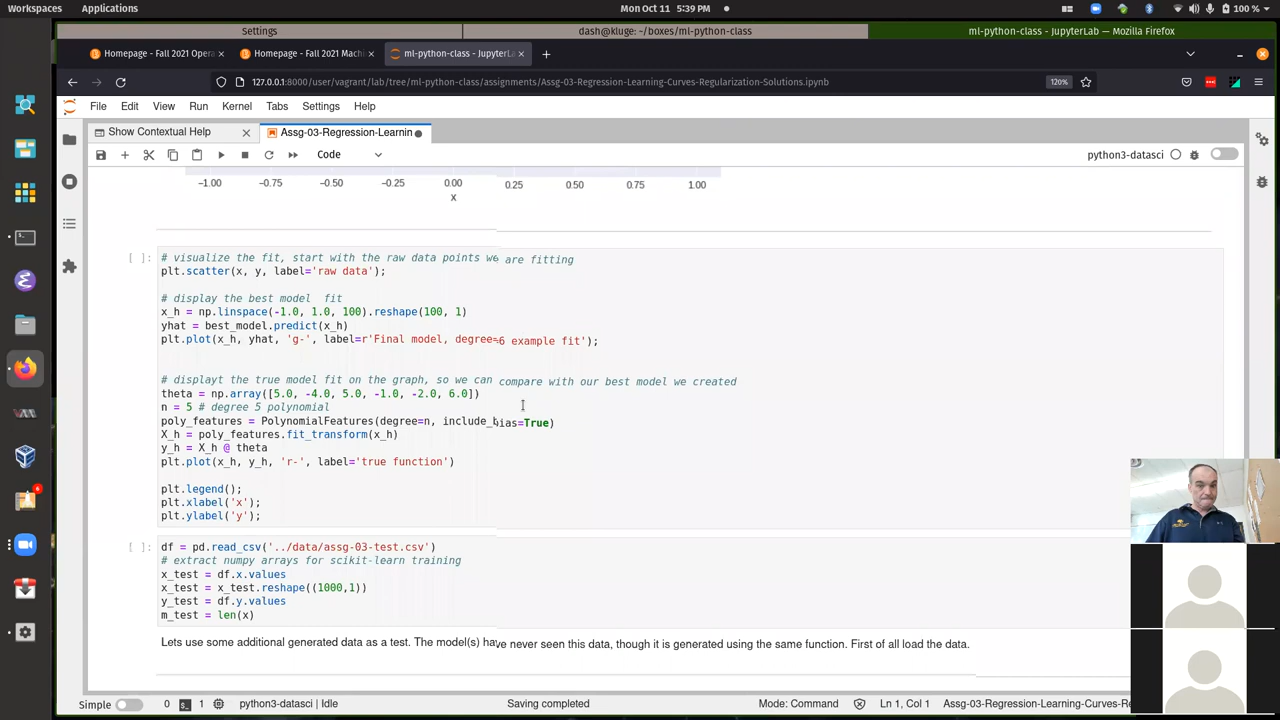 Workspaces Applications Mon Oct 11 5:39 PM 100 %
Settings dash@kluge: ~/boxes/ml-python-class ml-python-class - JupyterLab — Mozilla Firefox
Homepage - Fall 2021 Opera Homepage - Fall 2021 Machin ml-python-class - JupyterL
127.0.0.1:8000/user/vagrant/lab/tree/ml-python-class/assignments/Assg-03-Regression-Learning-Curves-Regularization-Solutions.ipynb 120%
File Edit View Run Kernel Tabs Settings Help
Show Contextual Help Assg-03-Regression-Learnin
Code python3-datasci
−1.00 −0.75 −0.50 −0.25 0.00 0.25 0.50 0.75 1.00
x
[ ]: # visualize the fit, start with the raw data points we are fitting
plt.scatter(x, y, label='raw data');
# display the best model  fit
x_h = np.linspace(-1.0, 1.0, 100).reshape(100, 1)
yhat = best_model.predict(x_h)
plt.plot(x_h, yhat, 'g-', label=r'Final model, degree=6 example fit');
# displayt the true model fit on the graph, so we can compare with our best model we created
theta = np.array([5.0, -4.0, 5.0, -1.0, -2.0, 6.0])
n = 5 # degree 5 polynomial
poly_features = PolynomialFeatures(degree=n, include_bias=True)
X_h = poly_features.fit_transform(x_h)
y_h = X_h @ theta
plt.plot(x_h, y_h, 'r-', label='true function')
plt.legend();
plt.xlabel('x');
plt.ylabel('y');
[ ]: df = pd.read_csv('../data/assg-03-test.csv')
# extract numpy arrays for scikit-learn training
x_test = df.x.values
x_test = x_test.reshape((1000,1))
y_test = df.y.values
m_test = len(x)
Lets use some additional generated data as a test. The model(s) have never seen this data, though it is generated using the same function. First of all load the data.
Simple 0 1 python3-datasci | Idle Saving completed Mode: Command Ln 1, Col 1 Assg-03-Regression-Learning-Curves-Re